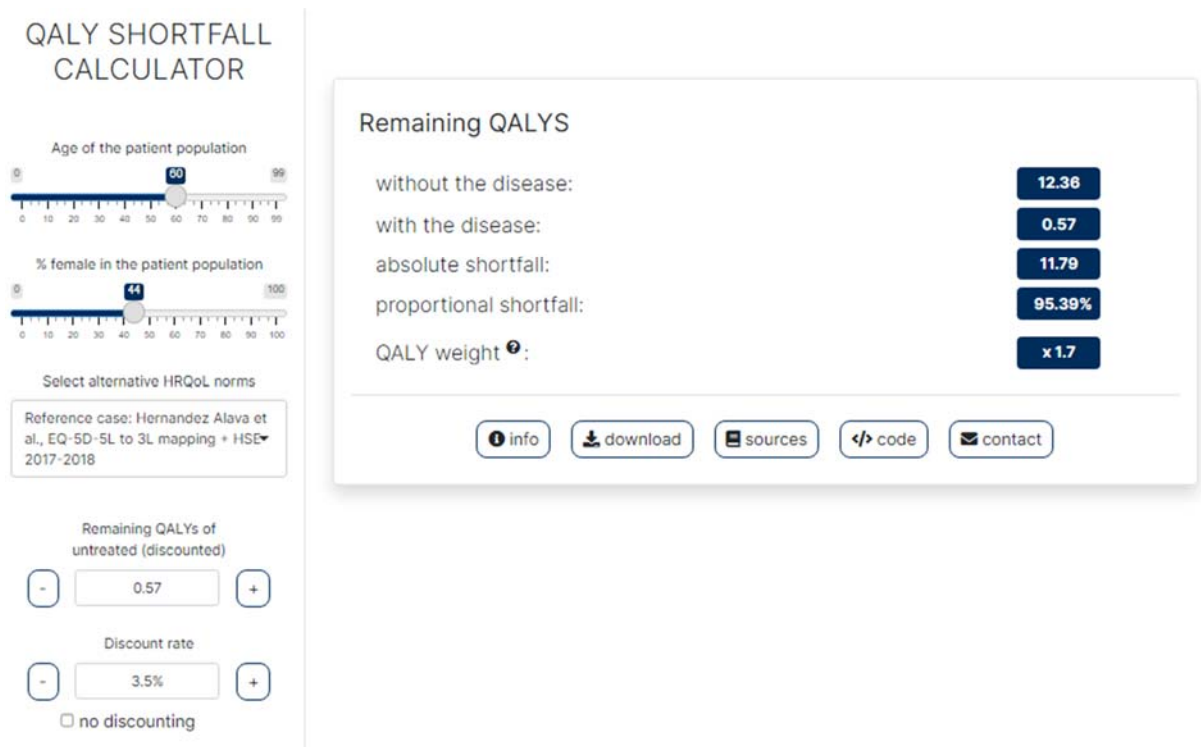 QALY SHORTFALL
CALCULATOR
Age of the patient population
0 60 99
0 10 20 30 40 50 60 70 80 90 99
% female in the patient population
0 44 100
0 10 20 30 40 50 60 70 80 90 100
Select alternative HRQoL norms
Reference case: Hernandez Alava et
al., EQ-5D-5L to 3L mapping + HSE
2017-2018
Remaining QALYs of
untreated (discounted)
- 0.57 +
Discount rate
- 3.5% +
no discounting
Remaining QALYS
without the disease: 12.36
with the disease: 0.57
absolute shortfall: 11.79
proportional shortfall: 95.39%
QALY weight ?: x 1.7
info download sources </> code contact